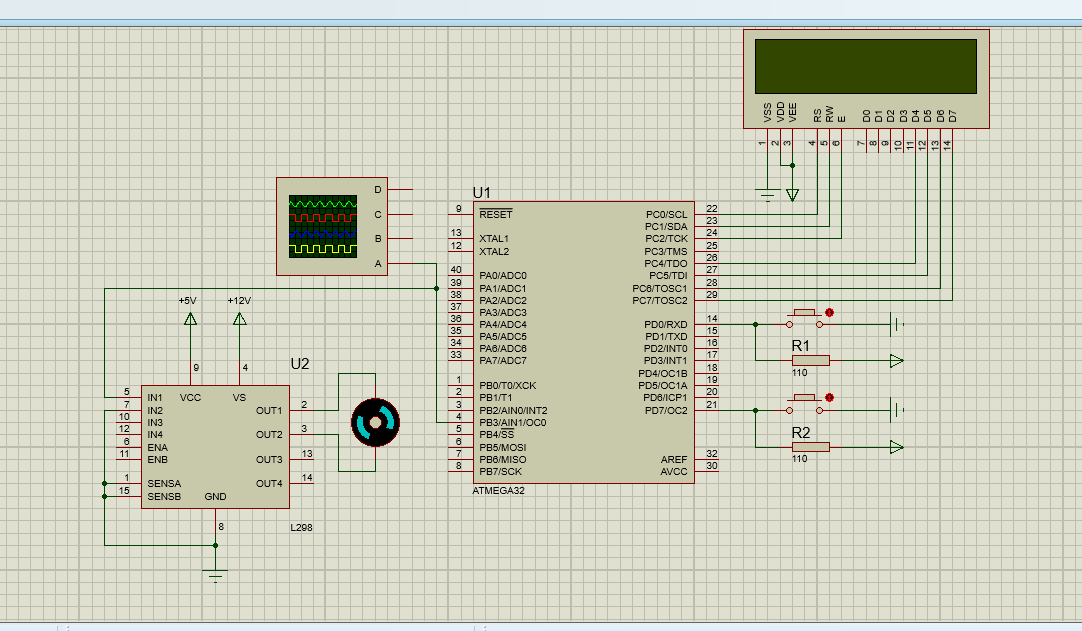 VSS VDD VEE RS RW E D0 D1 D2 D3 D4 D5 D6 D7
1 2 3 4 5 6 7 8 9 10 11 12 13 14
D
C
B
A
U1
9 RESET
13 XTAL1
12 XTAL2
40 PA0/ADC0
39 PA1/ADC1
38 PA2/ADC2
37 PA3/ADC3
36 PA4/ADC4
35 PA5/ADC5
34 PA6/ADC6
33 PA7/ADC7
1 PB0/T0/XCK
2 PB1/T1
3 PB2/AIN0/INT2
4 PB3/AIN1/OC0
5 PB4/SS
6 PB5/MOSI
7 PB6/MISO
8 PB7/SCK
PC0/SCL 22
PC1/SDA 23
PC2/TCK 24
PC3/TMS 25
PC4/TDO 26
PC5/TDI 27
PC6/TOSC1 28
PC7/TOSC2 29
PD0/RXD 14
PD1/TXD 15
PD2/INT0 16
PD3/INT1 17
PD4/OC1B 18
PD5/OC1A 19
PD6/ICP1 20
PD7/OC2 21
AREF 32
AVCC 30
ATMEGA32
R1
110
R2
110
+5V +12V
U2
9 4
VCC VS
5 IN1
7 IN2
10 IN3
12 IN4
6 ENA
11 ENB
1 SENSA
15 SENSB
GND
8
OUT1 2
OUT2 3
OUT3 13
OUT4 14
L298